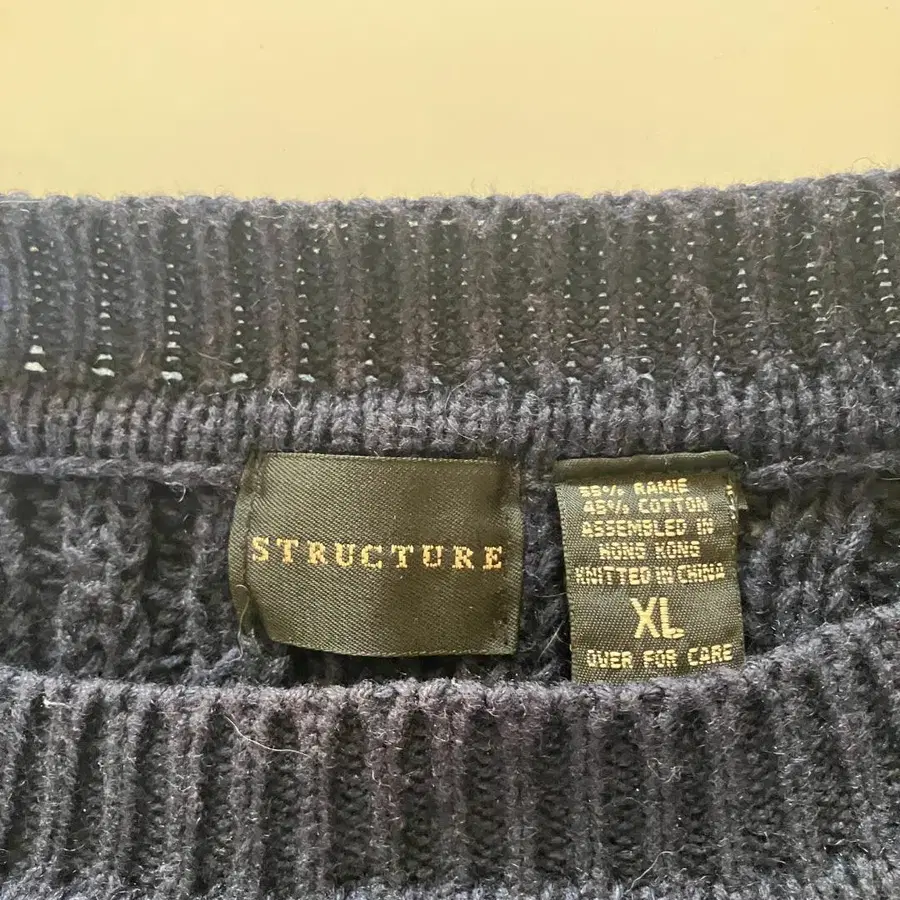 STRUCTURE
55% RAMIE
45% COTTON
ASSEMBLED IN
HONG KONG
KNITTED IN CHINA
XL
OVER FOR CARE